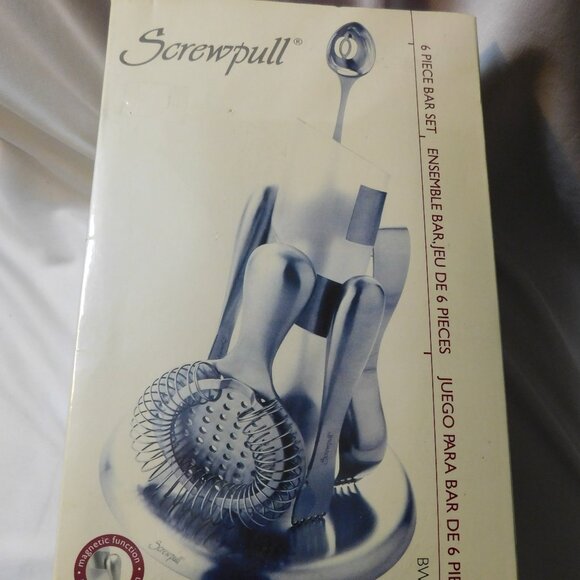 Screwpull®
6 PIECE BAR SET, ENSEMBLE BAR, JEU DE 6 PIECES
JUEGO PARA BAR DE 6 PIE
BW
Screwpull
Screwpull
• magnetic function •